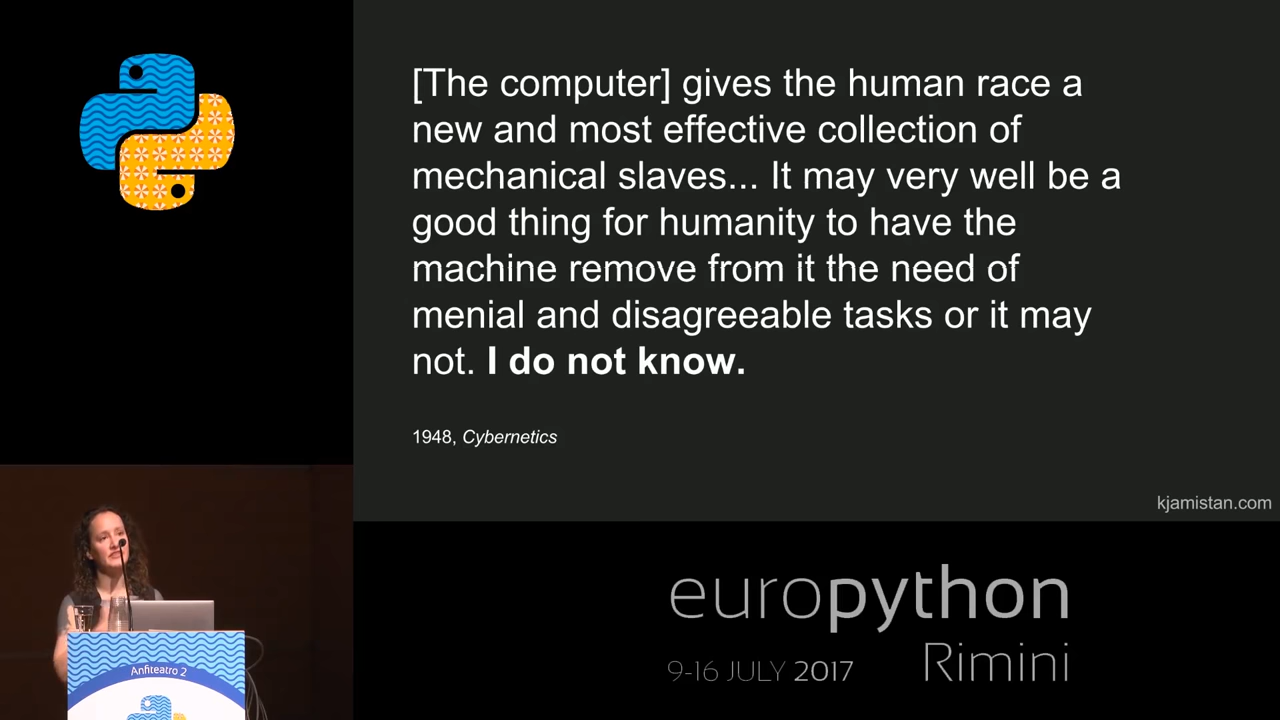 [The computer] gives the human race a
new and most effective collection of
mechanical slaves... It may very well be a
good thing for humanity to have the
machine remove from it the need of
menial and disagreeable tasks or it may
not. I do not know.
1948, Cybernetics
kjamistan.com
europython
Rimini
9-16 JULY 2017
Anfiteatro 2